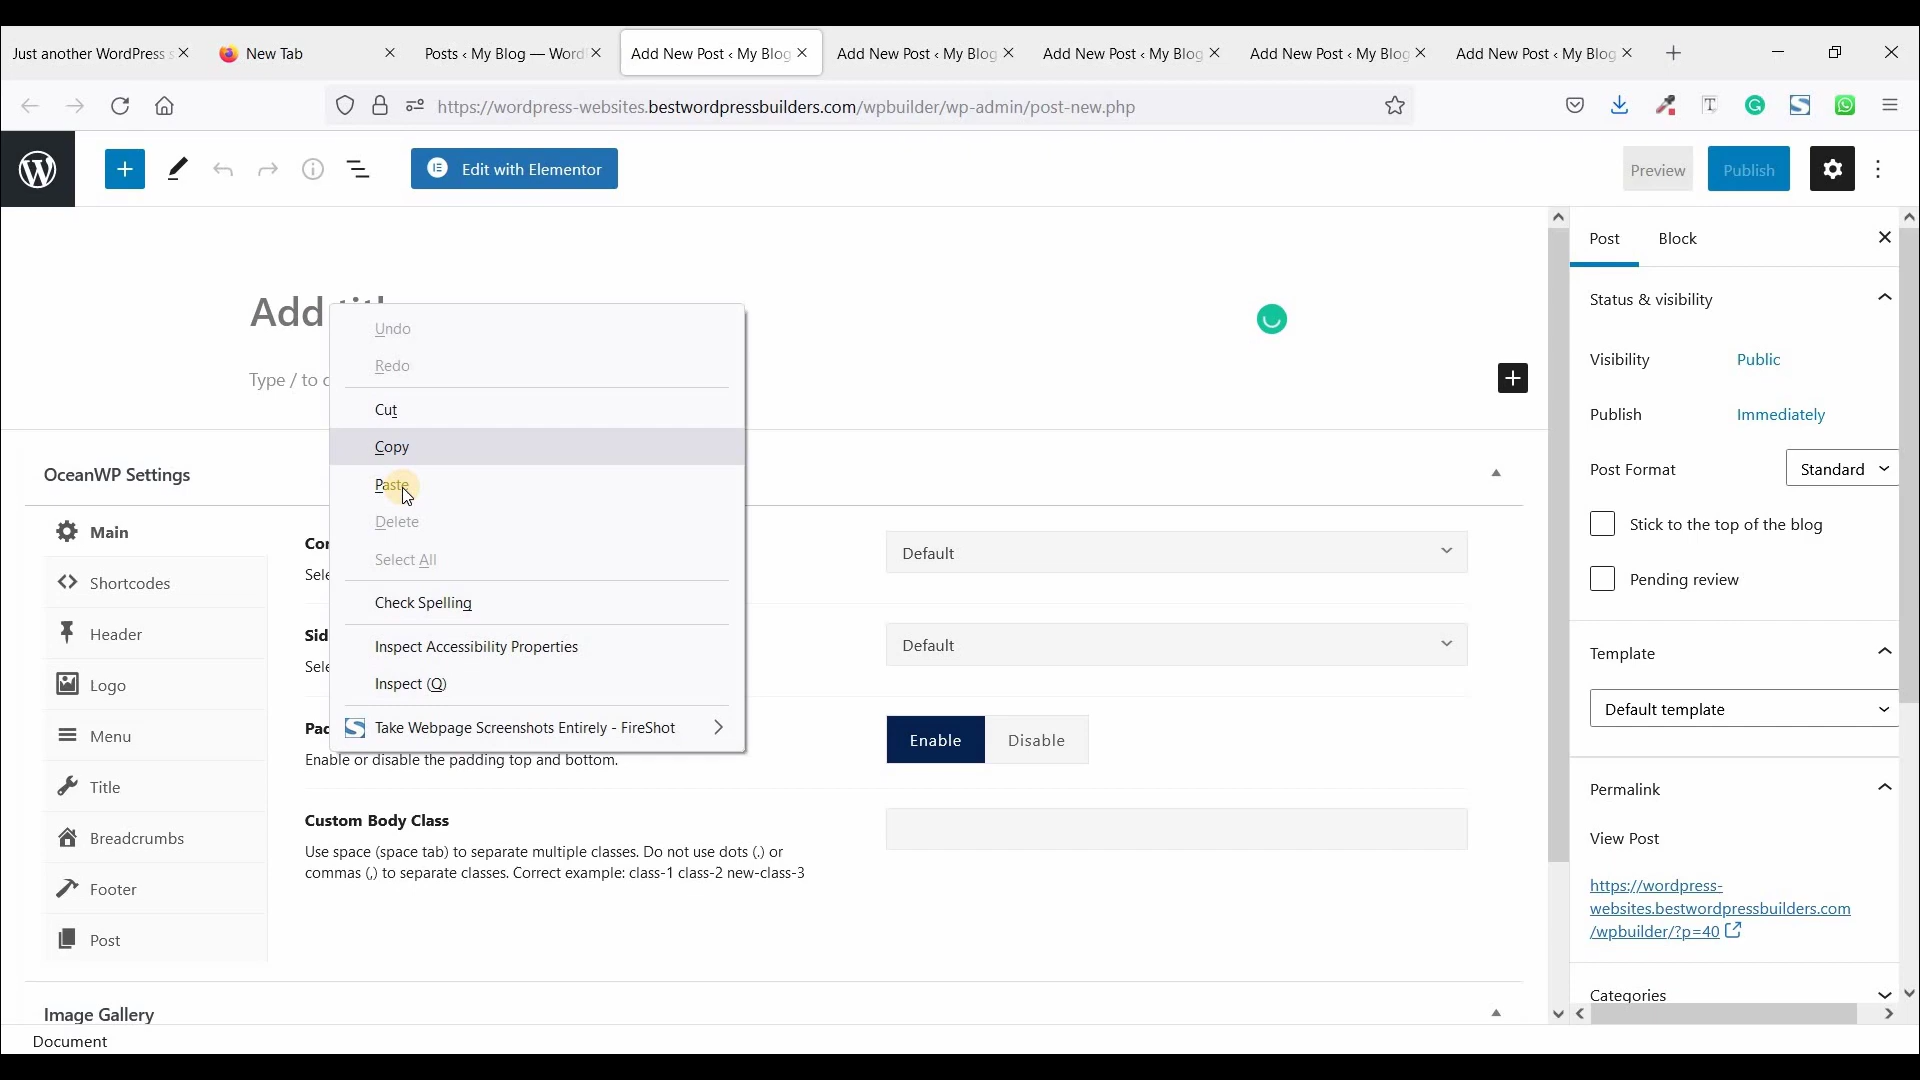 Just another WordPress s
New Tab
Posts ‹ My Blog — Word
Add New Post ‹ My Blog
Add New Post ‹ My Blog
Add New Post ‹ My Blog
Add New Post ‹ My Blog
Add New Post ‹ My Blog
https://wordpress-websites.bestwordpressbuilders.com/wpbuilder/wp-admin/post-new.php
Edit with Elementor
Preview
Publish
Add titl
Type / to c
Undo
Redo
Cut
Copy
Paste
Delete
Select All
Check Spelling
Inspect Accessibility Properties
Inspect (Q)
Take Webpage Screenshots Entirely - FireShot
OceanWP Settings
Main
Shortcodes
Header
Logo
Menu
Title
Breadcrumbs
Footer
Post
Con
Sele
Default
Sid
Sele
Default
Pad
Enable or disable the padding top and bottom.
Enable
Disable
Custom Body Class
Use space (space tab) to separate multiple classes. Do not use dots (.) or
commas (,) to separate classes. Correct example: class-1 class-2 new-class-3
Image Gallery
Document
Post
Block
Status & visibility
Visibility
Public
Publish
Immediately
Post Format
Standard
Stick to the top of the blog
Pending review
Template
Default template
Permalink
View Post
https://wordpress-
websites.bestwordpressbuilders.com
/wpbuilder/?p=40
Categories